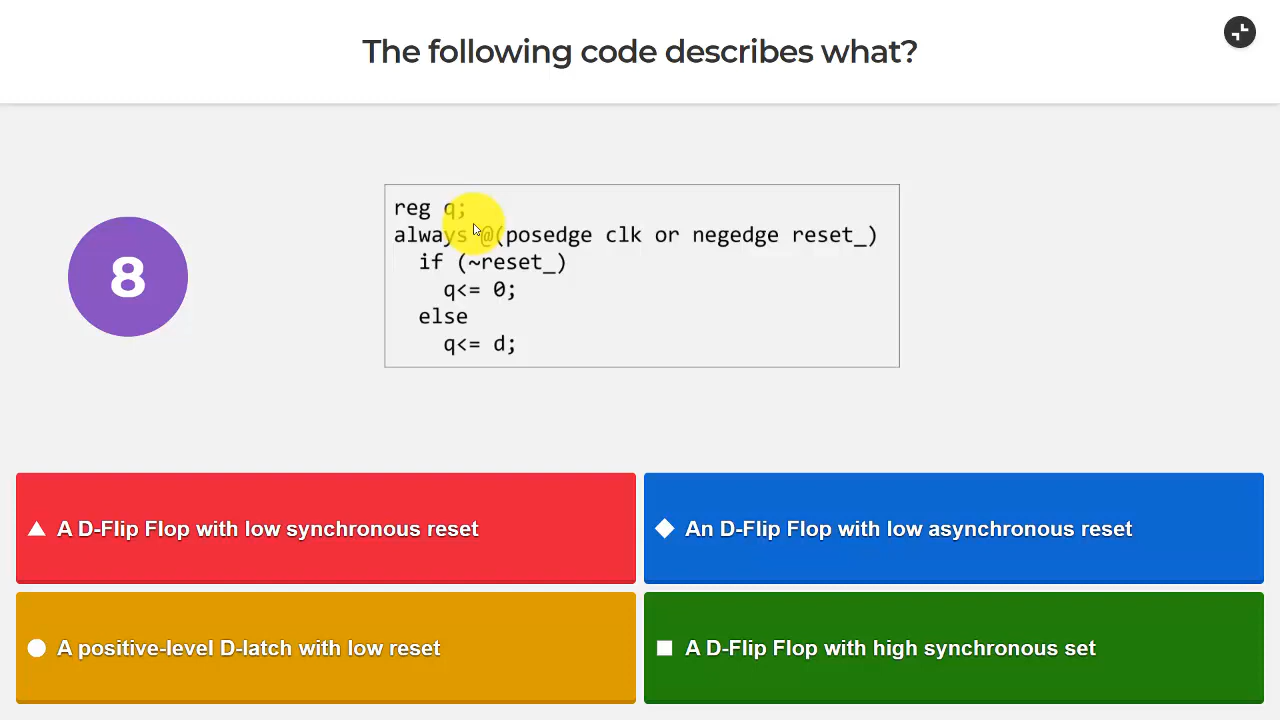 The following code describes what?
8
reg q;
always @(posedge clk or negedge reset_)
if (~reset_)
q<= 0;
else
q<= d;
A D-Flip Flop with low synchronous reset
An D-Flip Flop with low asynchronous reset
A positive-level D-latch with low reset
A D-Flip Flop with high synchronous set